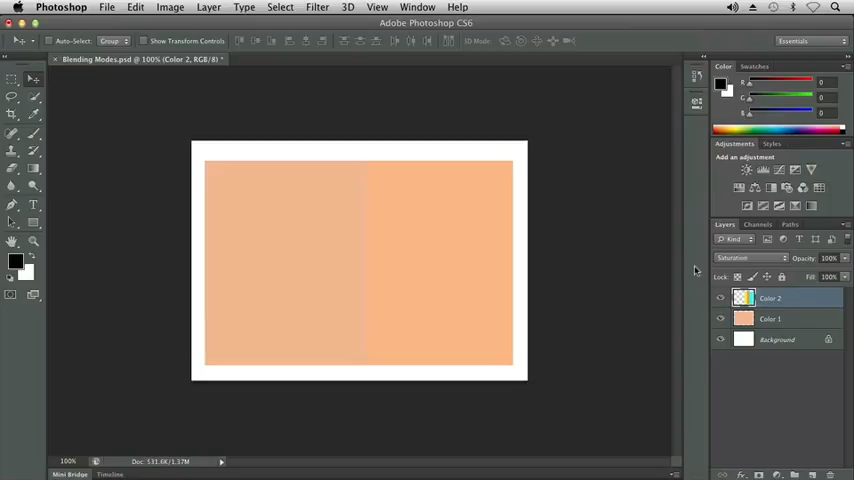 Photoshop File Edit Image Layer Type Select Filter 3D View Window Help
Adobe Photoshop CS6
Auto-Select: Group Show Transform Controls 3D Mode: Essentials
× Blending Modes.psd @ 100% (Color 2, RGB/8) *
Color Swatches
R 0
G 0
B 0
Adjustments Styles
Add an adjustment
Layers Channels Paths
Kind
Saturation Opacity: 100%
Lock: Fill: 100%
Color 2
Color 1
Background
100% Doc: 531.6K/1.37M
Mini Bridge Timeline